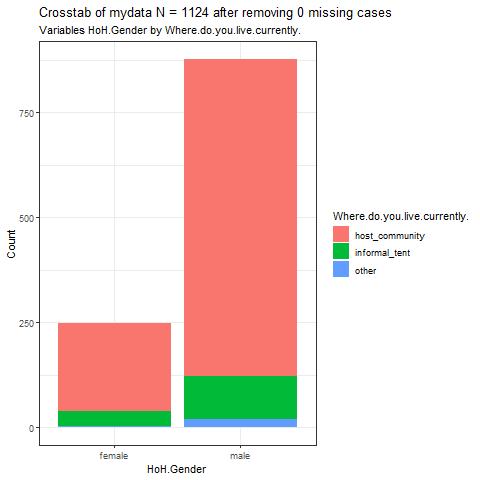 Crosstab of mydata N = 1124 after removing 0 missing cases
Variables HoH.Gender by Where.do.you.live.currently.
750
500
250
0
Count
female
male
HoH.Gender
Where.do.you.live.currently.
host_community
informal_tent
other